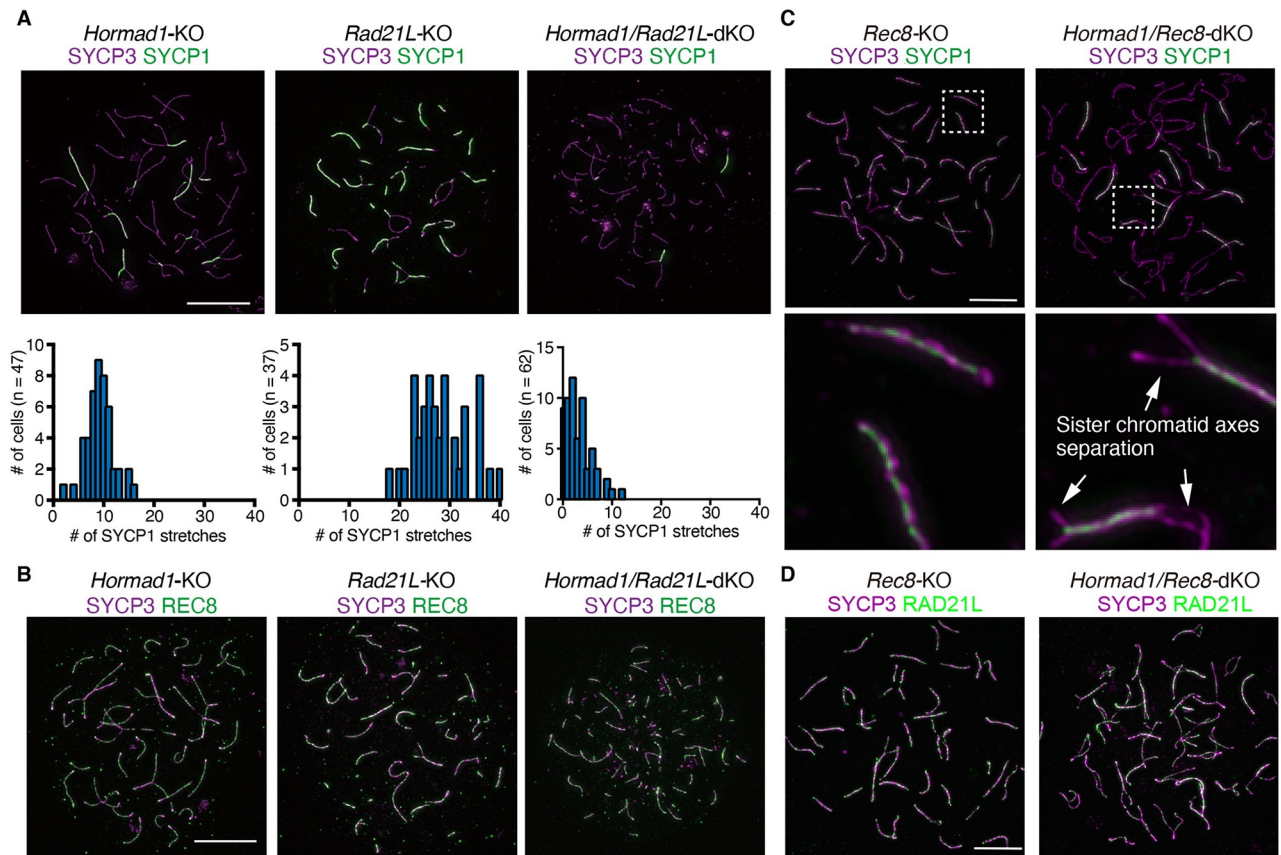 A
Hormad1-KO
SYCP3 SYCP1
Rad21L-KO
SYCP3 SYCP1
Hormad1/Rad21L-dKO
SYCP3 SYCP1
# of cells (n = 47)
10
8
6
4
2
0
0 10 20 30 40
# of SYCP1 stretches
# of cells (n = 37)
5
4
3
2
1
0
0 10 20 30 40
# of SYCP1 stretches
# of cells (n = 62)
15
10
5
0
0 10 20 30 40
# of SYCP1 stretches
B
Hormad1-KO
SYCP3 REC8
Rad21L-KO
SYCP3 REC8
Hormad1/Rad21L-dKO
SYCP3 REC8
C
Rec8-KO
SYCP3 SYCP1
Hormad1/Rec8-dKO
SYCP3 SYCP1
Sister chromatid axes
separation
D
Rec8-KO
SYCP3 RAD21L
Hormad1/Rec8-dKO
SYCP3 RAD21L